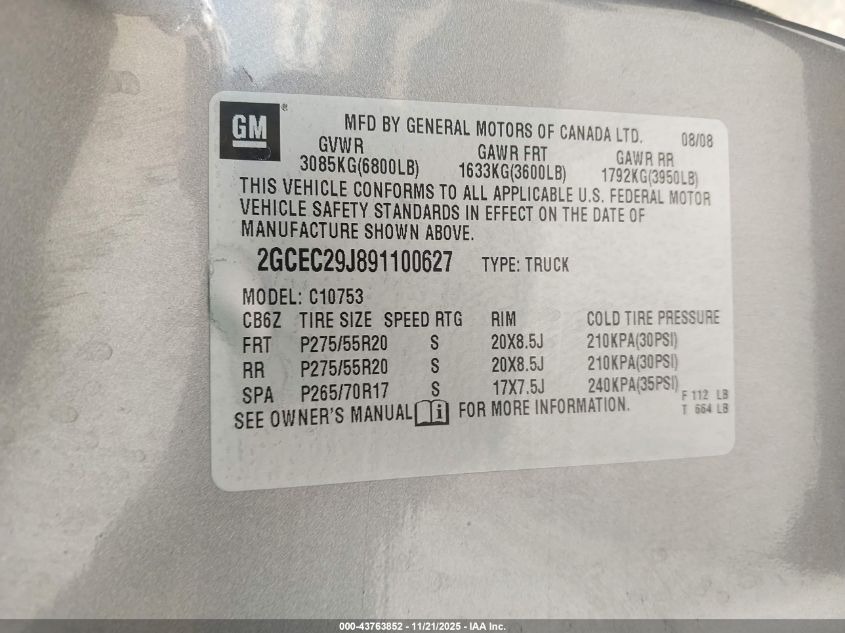 GM ®
MFD BY GENERAL MOTORS OF CANADA LTD. 08/08
GVWR GAWR FRT GAWR RR
3085KG(6800LB) 1633KG(3600LB) 1792KG(3950LB)
THIS VEHICLE CONFORMS TO ALL APPLICABLE U.S. FEDERAL MOTOR
VEHICLE SAFETY STANDARDS IN EFFECT ON THE DATE OF
MANUFACTURE SHOWN ABOVE.
2GCEC29J891100627 TYPE: TRUCK
MODEL: C10753
CB6Z TIRE SIZE SPEED RTG RIM COLD TIRE PRESSURE
FRT P275/55R20 S 20X8.5J 210KPA(30PSI)
RR P275/55R20 S 20X8.5J 210KPA(30PSI)
SPA P265/70R17 S 17X7.5J 240KPA(35PSI)
F 112 LB
T 664 LB
SEE OWNER'S MANUAL i FOR MORE INFORMATION.
000-43763852 - 11/21/2025 - IAA Inc.